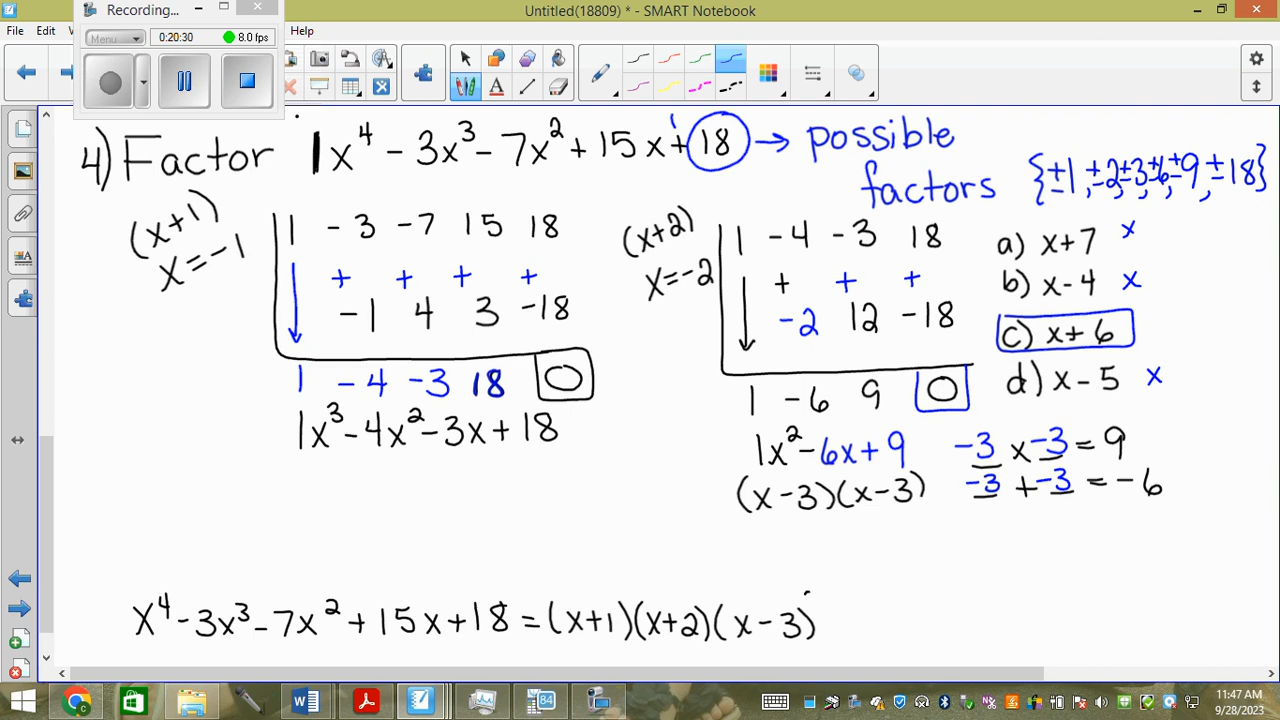 Recording...
Untitled(18809) * - SMART Notebook
Menu
0:20:30
8.0 fps
File
Edit
Help
4) Factor 1x⁴ - 3x³ - 7x² + 15x¹ + 18 → possible factors {±1, ±2, ±3, ±6, ±9, ±18}
(x+1)
x = -1
1 -3 -7 15 18
+ + + +
-1 4 3 -18
1 -4 -3 18 0
1x³ - 4x² - 3x + 18
(x+2)
x = -2
1 -4 -3 18
+ + +
-2 12 -18
1 -6 9 0
1x² - 6x + 9
(x - 3)(x - 3)
a) x+7 x
b) x-4 x
c) x+6
d) x-5 x
-3 x -3 = 9
-3 + -3 = -6
x⁴ - 3x³ - 7x² + 15x + 18 = (x+1)(x+2)(x-3)
84
11:47 AM
9/28/2023